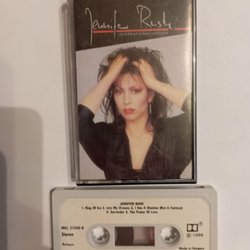 Jennifer Rush
INTERNATIONAL VERSION
JENNIFER RUSH
1. Ring Of Ice 2. Into My Dreams 3. I See A Shadow (Not A Fantasy)
4. Surrender 5. The Power Of Love
Stereo